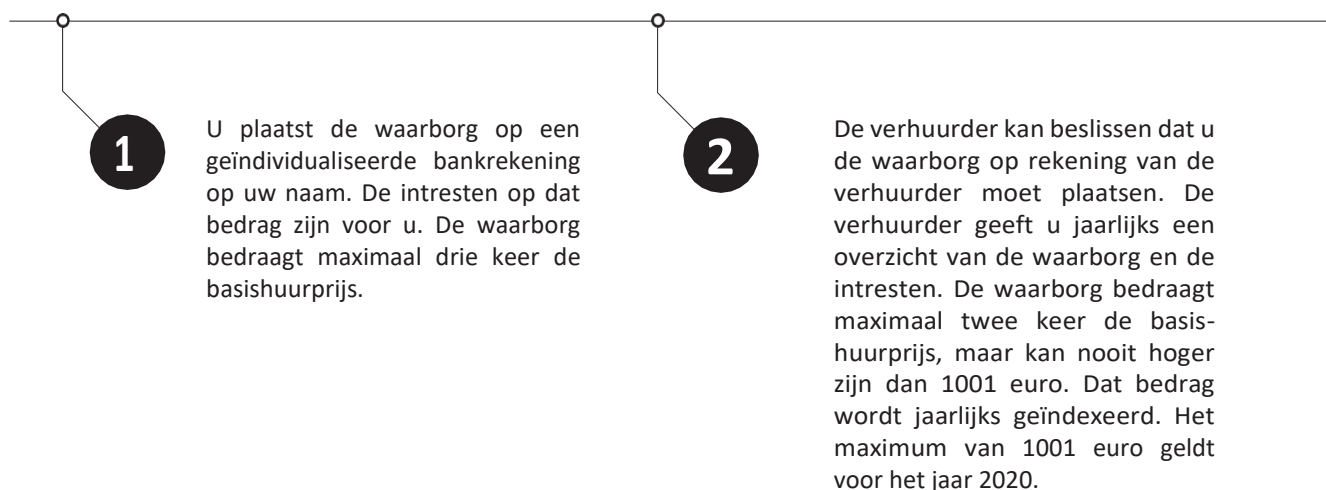 1
U plaatst de waarborg op een
geïndividualiseerde bankrekening
op uw naam. De intresten op dat
bedrag zijn voor u. De waarborg
bedraagt maximaal drie keer de
basishuurprijs.
2
De verhuurder kan beslissen dat u
de waarborg op rekening van de
verhuurder moet plaatsen. De
verhuurder geeft u jaarlijks een
overzicht van de waarborg en de
intresten. De waarborg bedraagt
maximaal twee keer de basis-
huurprijs, maar kan nooit hoger
zijn dan 1001 euro. Dat bedrag
wordt jaarlijks geïndexeerd. Het
maximum van 1001 euro geldt
voor het jaar 2020.